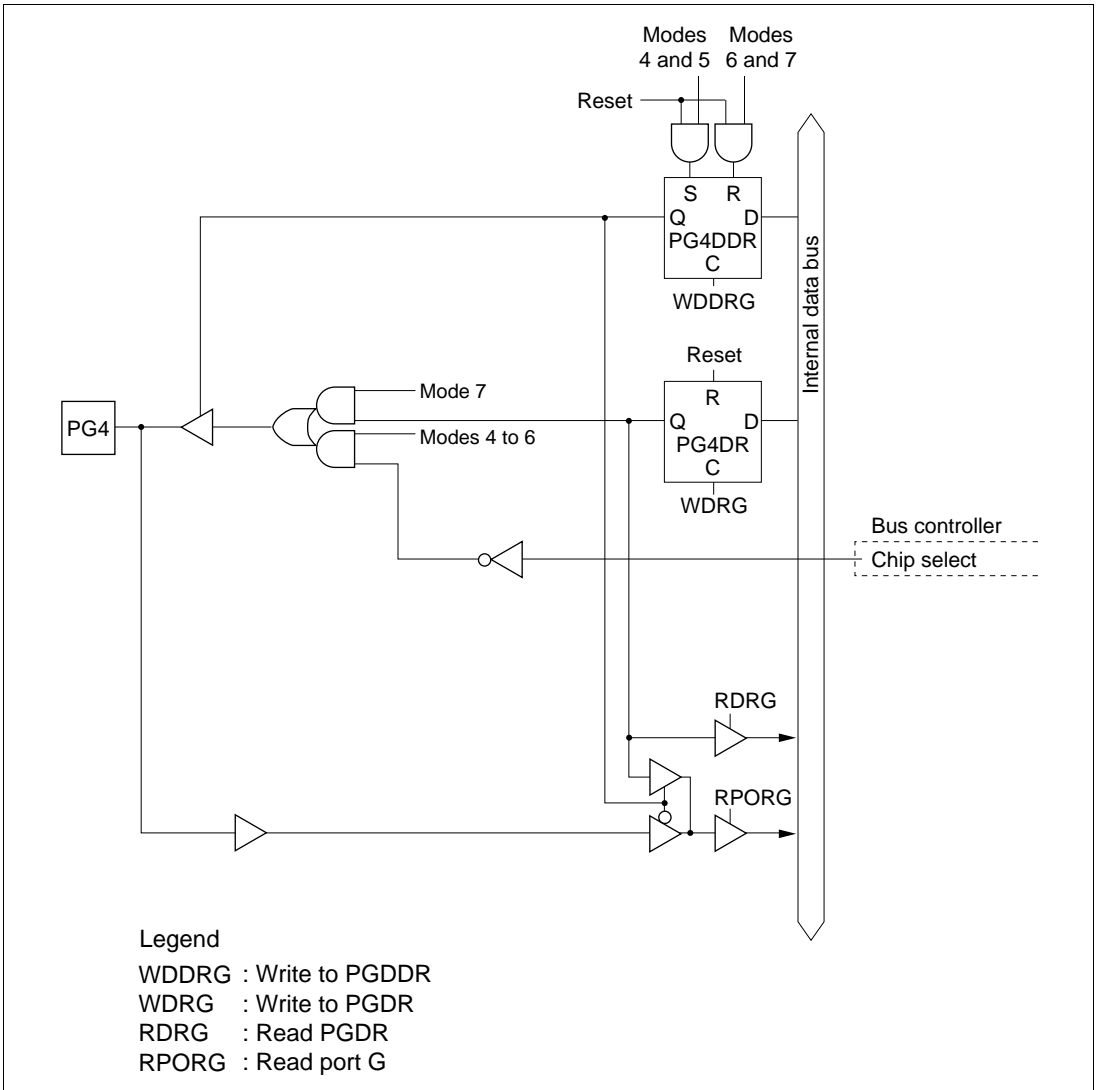 Modes 4 and 5
Modes 6 and 7
Reset
S R
Q D
PG4DDR
C
WDDRG
Internal data bus
Reset
R
Q D
PG4DR
C
WDRG
Mode 7
PG4
Modes 4 to 6
Bus controller
Chip select
RDRG
RPORG
Legend
WDDRG : Write to PGDDR
WDRG : Write to PGDR
RDRG : Read PGDR
RPORG : Read port G